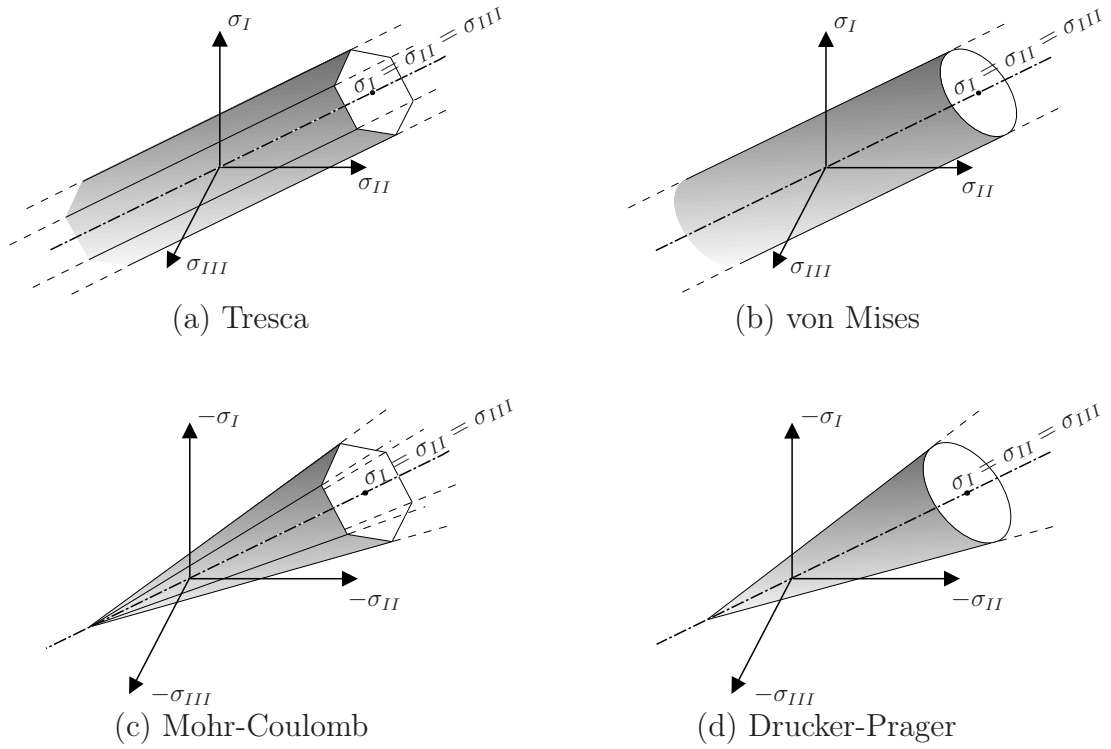 σ_I
σ_I = σ_II = σ_III
σ_II
σ_III
(a) Tresca
σ_I
σ_I = σ_II = σ_III
σ_II
σ_III
(b) von Mises
−σ_I
σ_I = σ_II = σ_III
−σ_II
−σ_III
(c) Mohr-Coulomb
−σ_I
σ_I = σ_II = σ_III
−σ_II
−σ_III
(d) Drucker-Prager